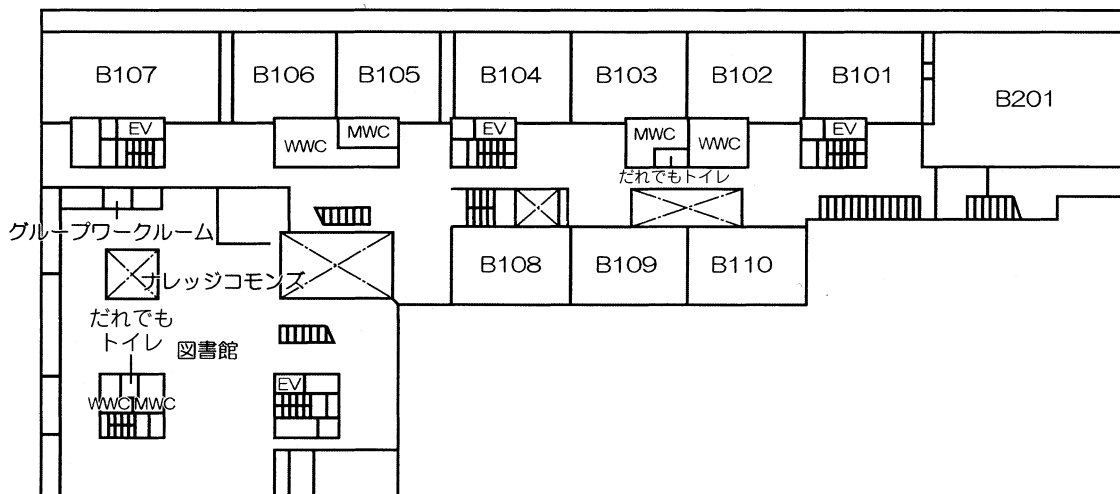 B107
B106
B105
B104
B103
B102
B101
B201
EV
WWC
MWC
EV
MWC
WWC
EV
だれでもトイレ
グループワークルーム
ナレッジコモンズ
B108
B109
B110
だれでも
トイレ
図書館
WWC
MWC
EV